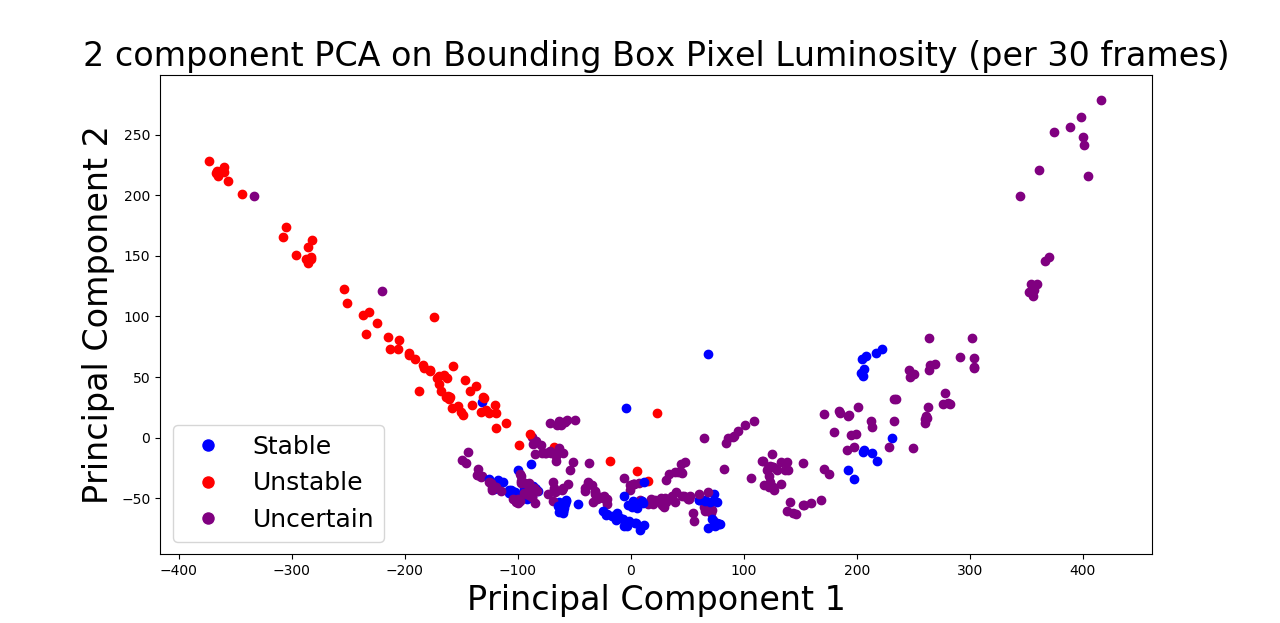 2 component PCA on Bounding Box Pixel Luminosity (per 30 frames)
Principal Component 2
250
200
150
100
50
0
−50
Stable
Unstable
Uncertain
−400 −300 −200 −100 0 100 200 300 400
Principal Component 1